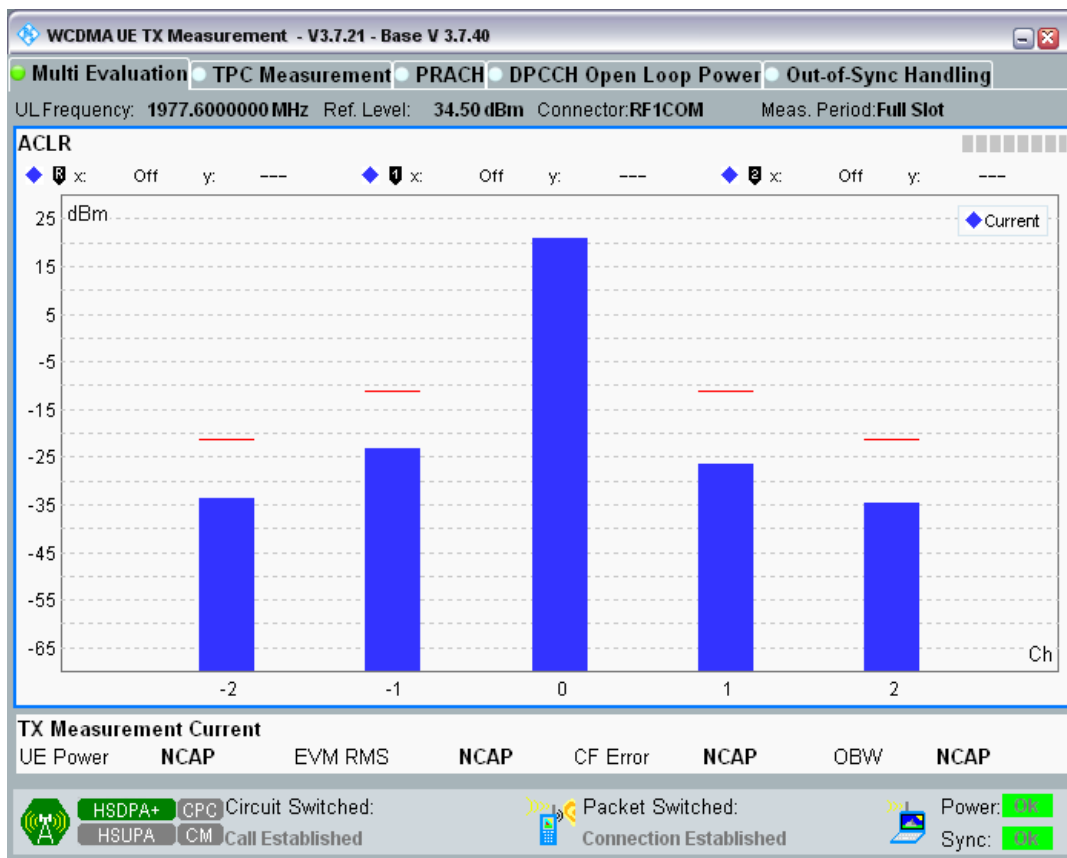 WCDMA UE TX Measurement - V3.7.21 - Base V 3.7.40
Multi Evaluation TPC Measurement PRACH DPCCH Open Loop Power Out-of-Sync Handling
UL Frequency: 1977.6000000 MHz Ref. Level: 34.50 dBm Connector:RF1COM Meas. Period:Full Slot
ACLR
R x: Off y: --- 1 x: Off y: --- 2 x: Off y: ---
dBm
Current
25
15
5
-5
-15
-25
-35
-45
-55
-65
Ch
-2 -1 0 1 2
TX Measurement Current
UE Power NCAP EVM RMS NCAP CF Error NCAP OBW NCAP
HSDPA+ CPC Circuit Switched: Packet Switched: Power: Ok
HSUPA CM Call Established Connection Established Sync: Ok